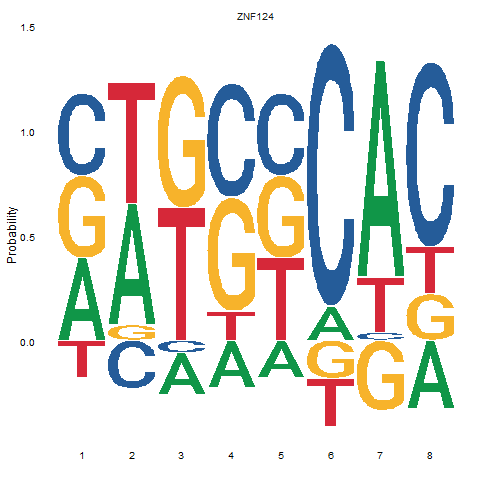 ZNF124
Probability
1.5
1.0
0.5
0.0
C T G C C C A C
G A T G G A T T
A G C T T G C G
T C A A A T G A
1 2 3 4 5 6 7 8